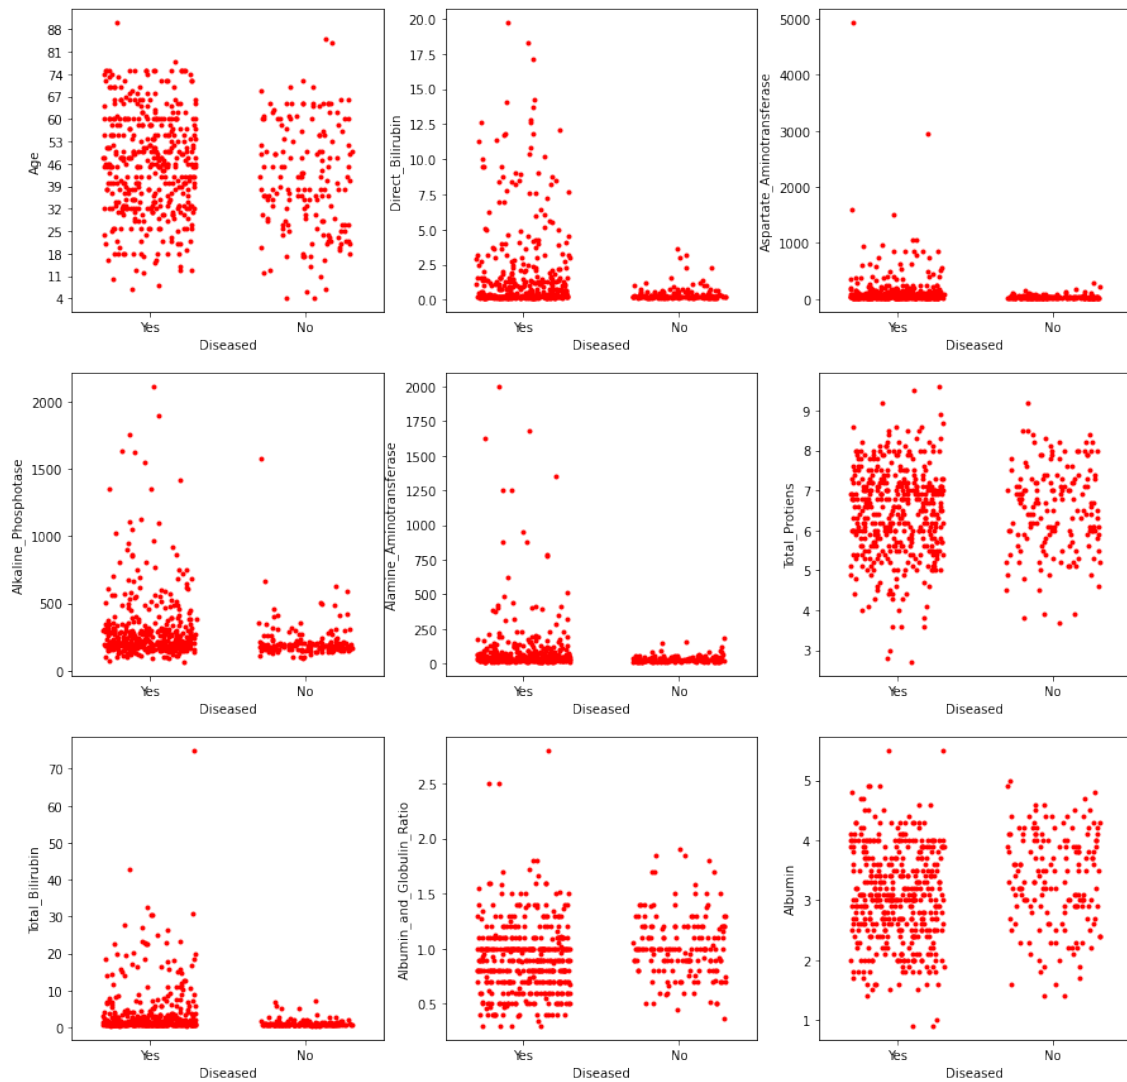 Age
88
81
74
67
60
53
46
39
32
25
18
11
4
Yes
No
Diseased
Direct_Bilirubin
20.0
17.5
15.0
12.5
10.0
7.5
5.0
2.5
0.0
Yes
No
Diseased
Aspartate_Aminotransferase
5000
4000
3000
2000
1000
0
Yes
No
Diseased
Alkaline_Phosphotase
2000
1500
1000
500
0
Yes
No
Diseased
Alamine_Aminotransferase
2000
1750
1500
1250
1000
750
500
250
0
Yes
No
Diseased
Total_Protiens
9
8
7
6
5
4
3
Yes
No
Diseased
Total_Bilirubin
70
60
50
40
30
20
10
0
Yes
No
Diseased
Albumin_and_Globulin_Ratio
2.5
2.0
1.5
1.0
0.5
Yes
No
Diseased
Albumin
5
4
3
2
1
Yes
No
Diseased